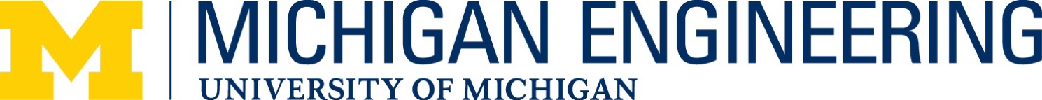 M
MICHIGAN ENGINEERING
UNIVERSITY OF MICHIGAN